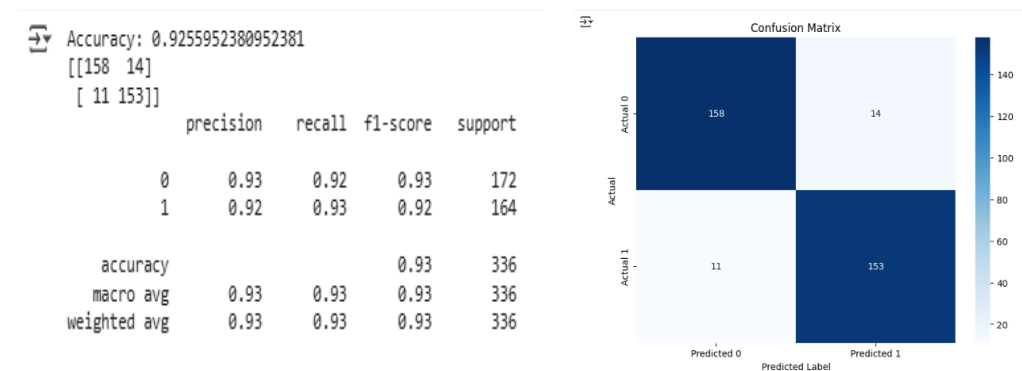 Accuracy: 0.9255952380952381
[[158 14]
[ 11 153]]
precision recall f1-score support
0 0.93 0.92 0.93 172
1 0.92 0.93 0.92 164
accuracy 0.93 336
macro avg 0.93 0.93 0.93 336
weighted avg 0.93 0.93 0.93 336
Confusion Matrix
Actual 0
Actual
Actual 1
158 14
11 153
Predicted 0 Predicted 1
Predicted Label
140
120
100
80
60
40
20